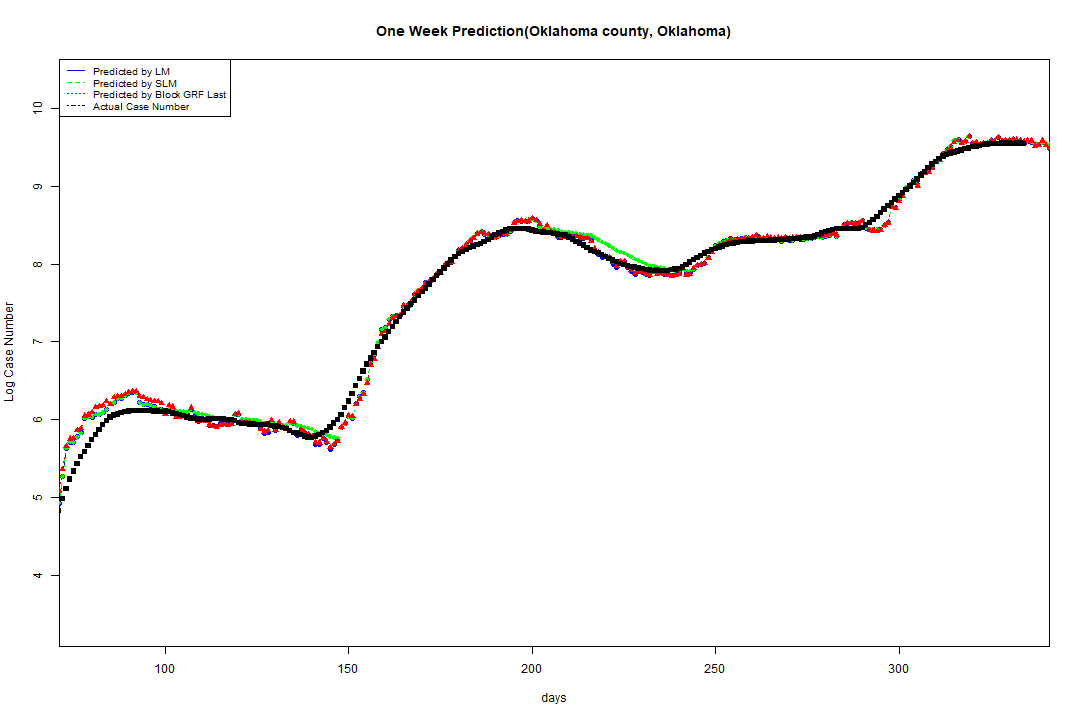 One Week Prediction(Oklahoma county, Oklahoma)
Predicted by LM
Predicted by SLM
Predicted by Block GRF Last
Actual Case Number
10
9
8
7
6
5
4
Log Case Number
100 150 200 250 300
days